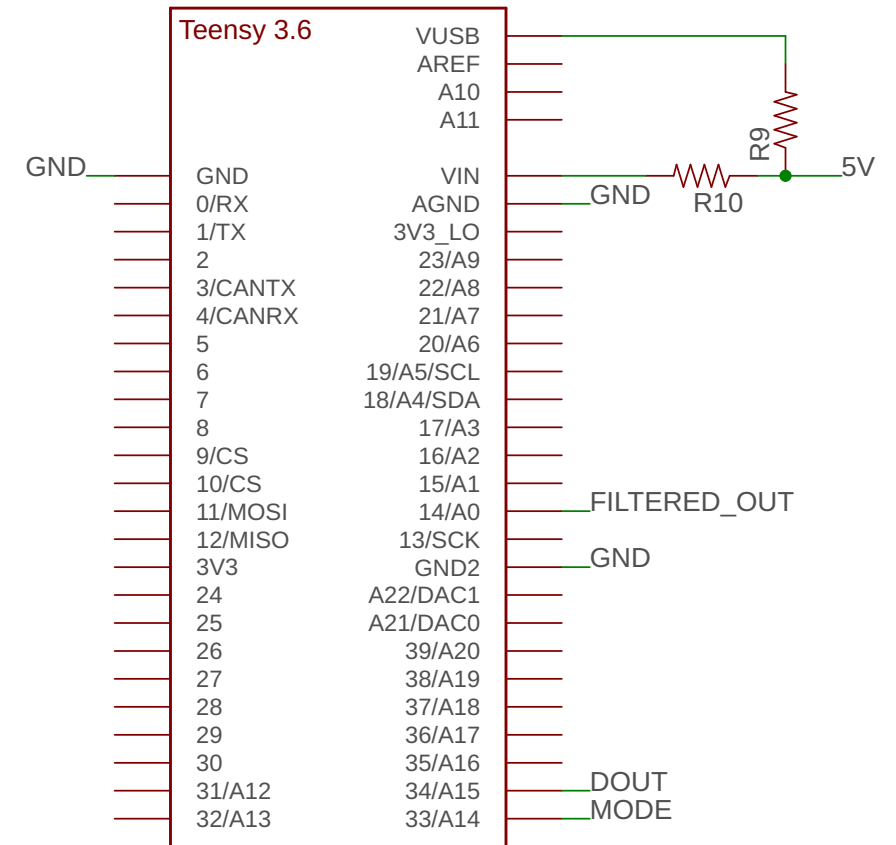 Teensy 3.6
VUSB
AREF
A10
A11
R9
GND
GND
VIN
5V
0/RX
AGND
GND
R10
1/TX
3V3_LO
2
23/A9
3/CANTX
22/A8
4/CANRX
21/A7
5
20/A6
6
19/A5/SCL
7
18/A4/SDA
8
17/A3
9/CS
16/A2
10/CS
15/A1
11/MOSI
14/A0
FILTERED_OUT
12/MISO
13/SCK
3V3
GND2
GND
24
A22/DAC1
25
A21/DAC0
26
39/A20
27
38/A19
28
37/A18
29
36/A17
30
35/A16
31/A12
34/A15
DOUT
32/A13
33/A14
MODE